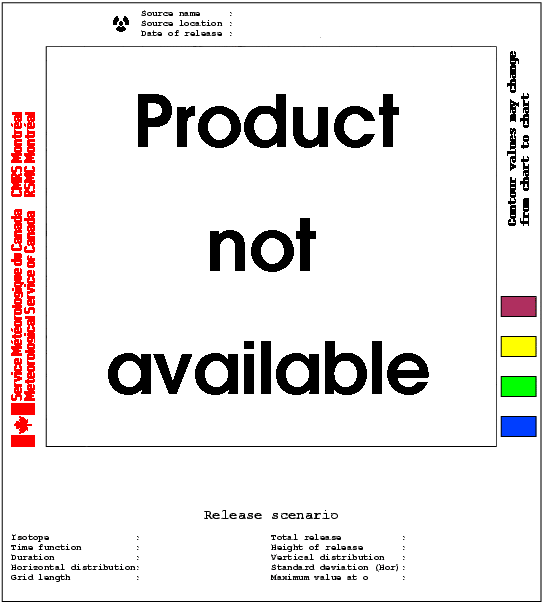 Source name :
Source location :
Date of release :
Product
not
available
Service Météorologique du Canada CMRS Montréal
Meteorological Service of Canada RSMC Montréal
Contour values may change
from chart to chart
Release scenario
Isotope :
Time function :
Duration :
Horizontal distribution:
Grid length :
Total release :
Height of release :
Vertical distribution :
Standard deviation (Hor):
Maximum value at o :